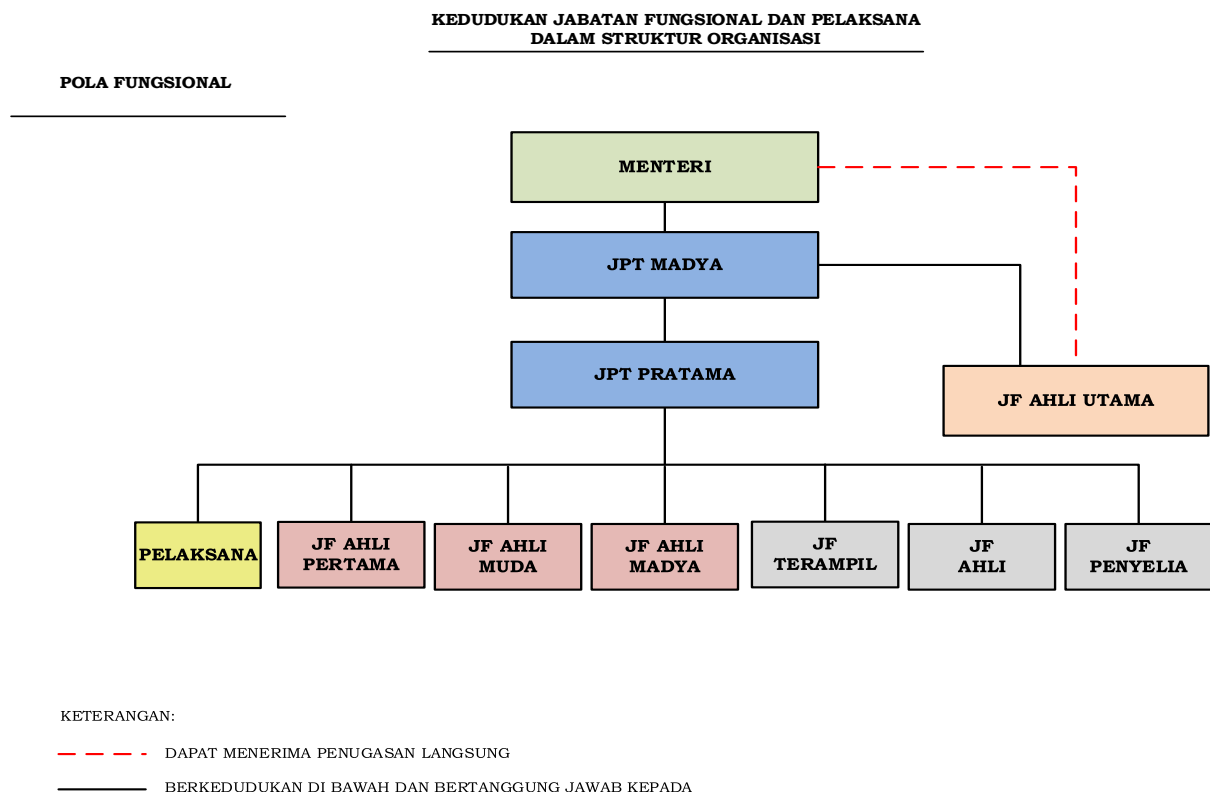 KEDUDUKAN JABATAN FUNGSIONAL DAN PELAKSANA
DALAM STRUKTUR ORGANISASI
POLA FUNGSIONAL
MENTERI
JPT MADYA
JPT PRATAMA
JF AHLI UTAMA
PELAKSANA
JF AHLI
PERTAMA
JF AHLI
MUDA
JF AHLI
MADYA
JF
TERAMPIL
JF
AHLI
JF
PENYELIA
KETERANGAN:
DAPAT MENERIMA PENUGASAN LANGSUNG
BERKEDUDUKAN DI BAWAH DAN BERTANGGUNG JAWAB KEPADA